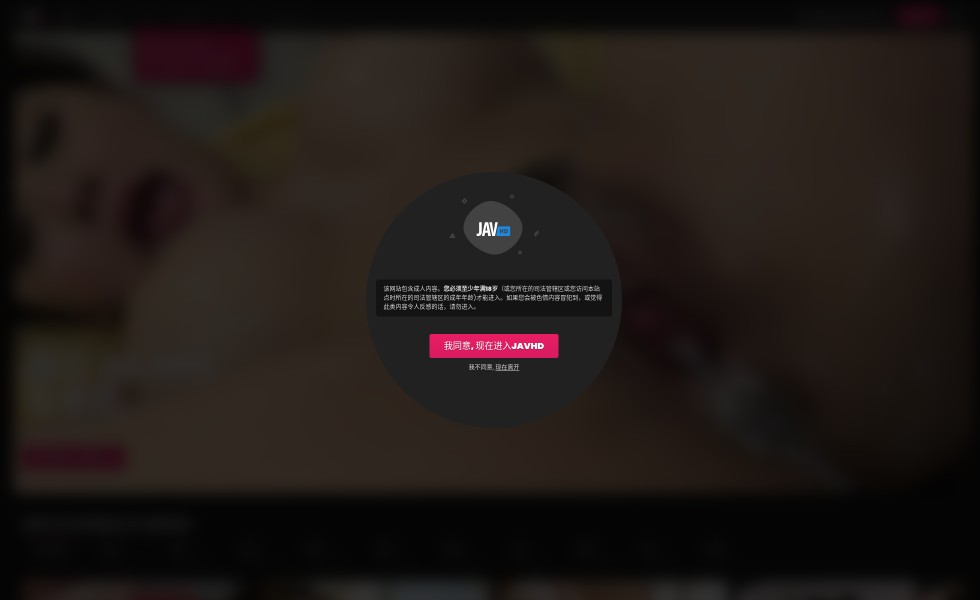 JAV HD
该网站包含成人内容。您必须至少年满18岁（或您所在的司法管辖区或您访问本站
点时所在的司法管辖区的成年年龄)才能进入。如果您会被色情内容冒犯到，或觉得
此类内容令人反感的话，请勿进入。
我同意, 现在进入JAVHD
我不同意, 现在离开